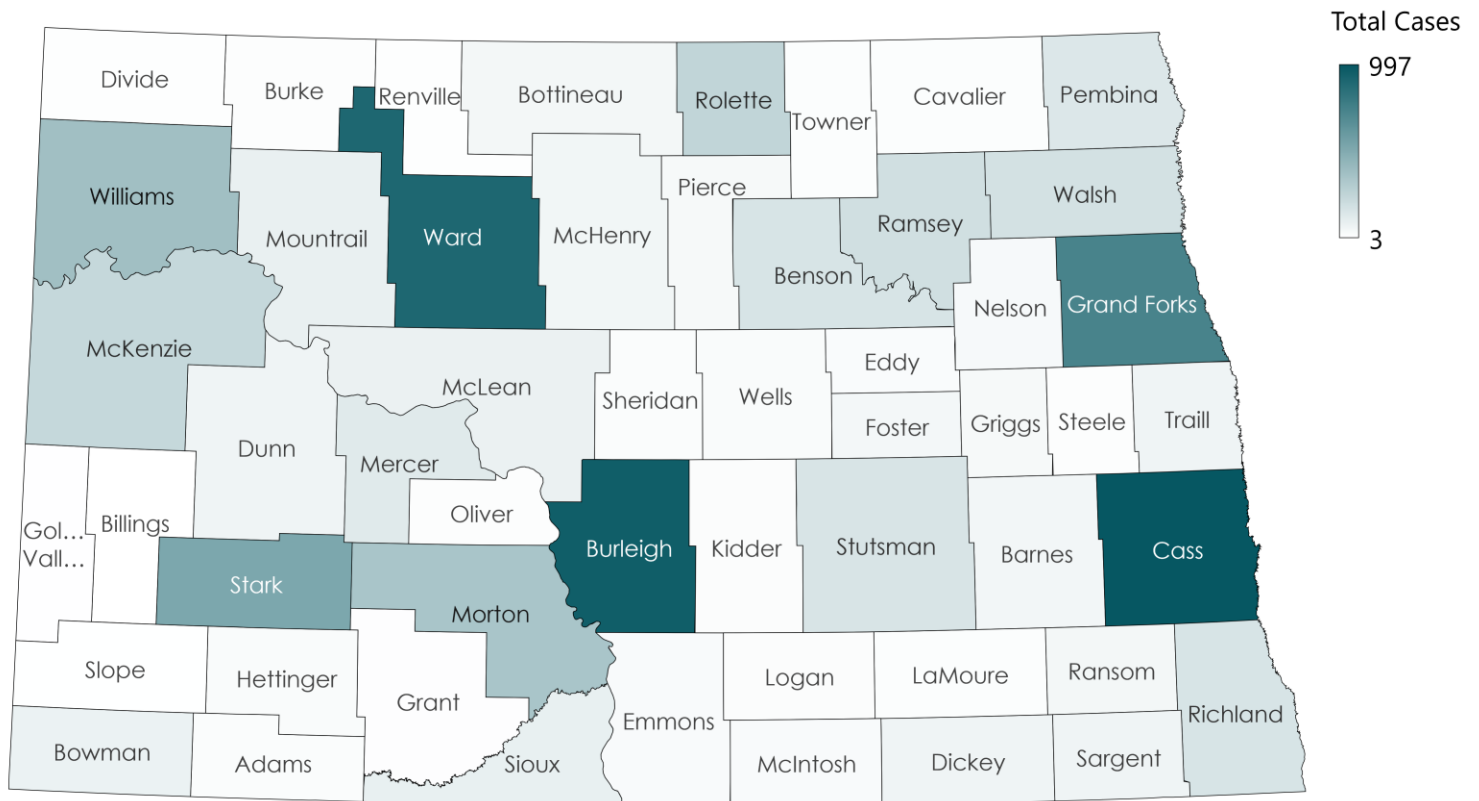 Total Cases
997
3
Divide
Burke
Renville
Bottineau
Rolette
Towner
Cavalier
Pembina
Williams
Mountrail
Ward
McHenry
Pierce
Benson
Ramsey
Walsh
Nelson
Grand Forks
McKenzie
Dunn
McLean
Mercer
Oliver
Sheridan
Wells
Eddy
Foster
Griggs
Steele
Traill
Gol...
Vall...
Billings
Stark
Morton
Burleigh
Kidder
Stutsman
Barnes
Cass
Slope
Hettinger
Grant
Bowman
Adams
Sioux
Emmons
Logan
LaMoure
Ransom
Richland
McIntosh
Dickey
Sargent